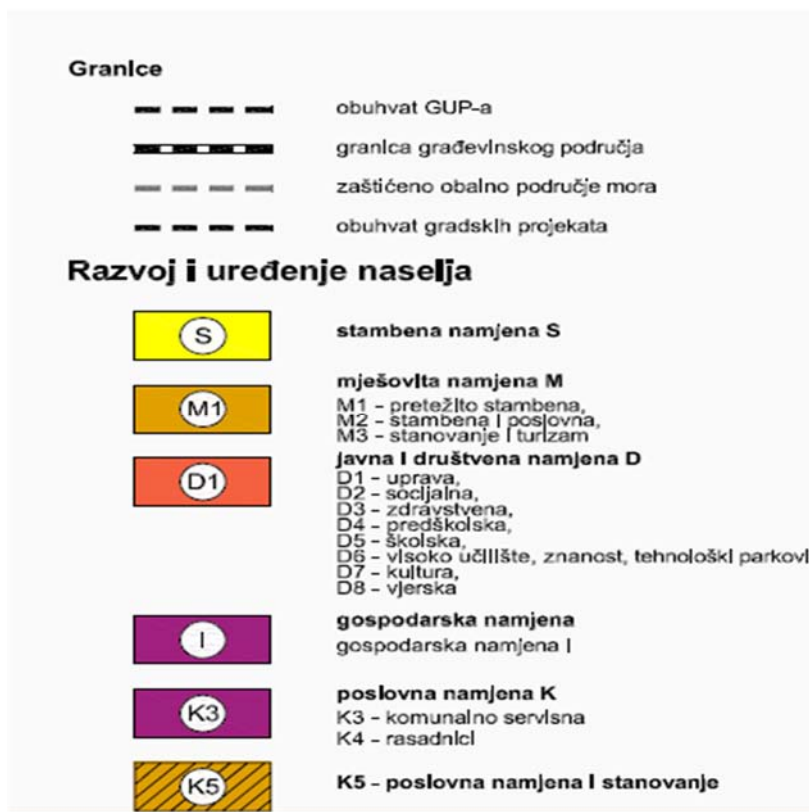 Granice
obuhvat GUP-a
granica građevinskog područja
zaštićeno obalno područje mora
obuhvat gradskih projekata
Razvoj i uređenje naselja
S
stambena namjena S
M1
mješovita namjena M
M1 - pretežito stambena,
M2 - stambena i poslovna,
M3 - stanovanje i turizam
D1
javna i društvena namjena D
D1 - uprava,
D2 - socijalna,
D3 - zdravstvena,
D4 - predškolska,
D5 - školska,
D6 - visoko učilište, znanost, tehnološki parkovi
D7 - kultura,
D8 - vjerska
I
gospodarska namjena
gospodarska namjena I
K3
poslovna namjena K
K3 - komunalno servisna
K4 - rasadnici
K5
K5 - poslovna namjena i stanovanje